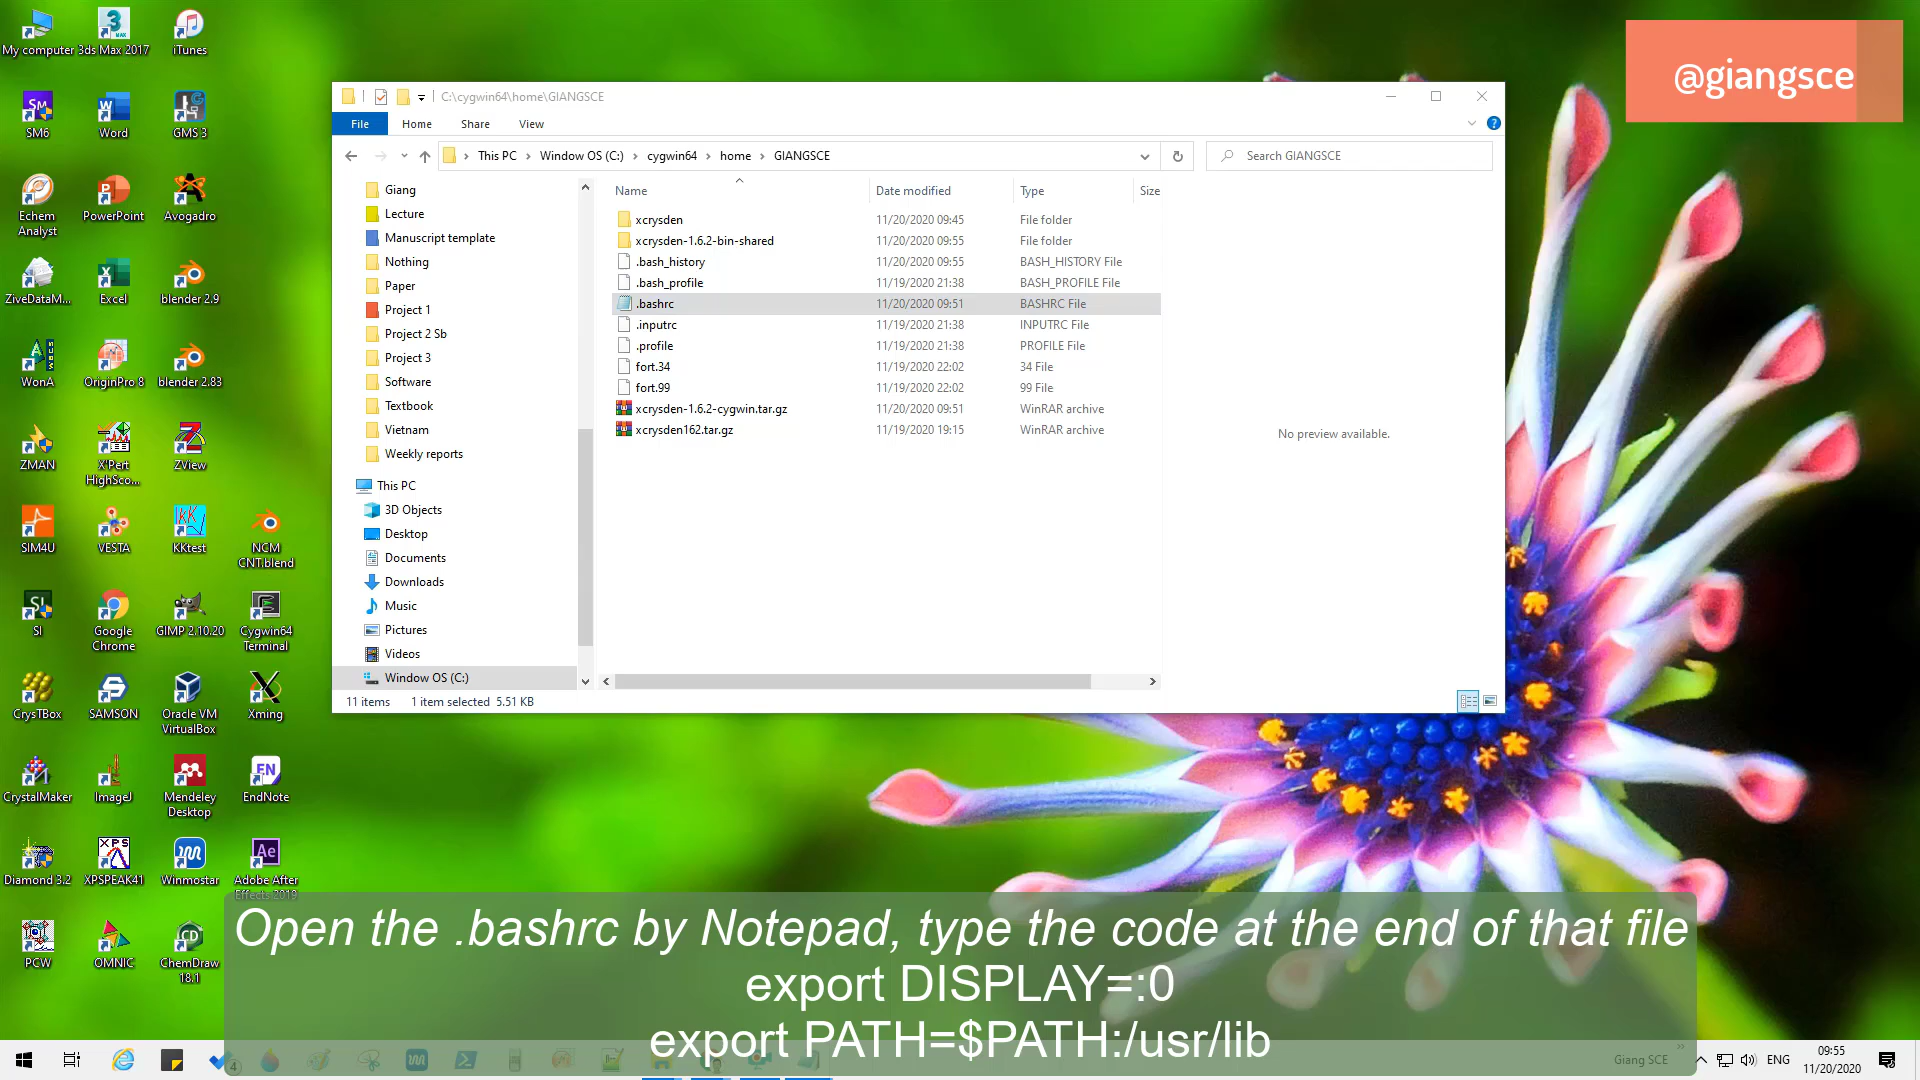 My computer
3ds Max 2017
iTunes
SM6
Word
GMS 3
Echem
Analyst
PowerPoint
Avogadro
ZiveDataM...
Excel
blender 2.9
WonA
OriginPro 8
blender 2.83
ZMAN
X'Pert
HighSco...
ZView
SIM4U
VESTA
KKtest
NCM
CNT.blend
SI
Google
Chrome
GIMP 2.10.20
Cygwin64
Terminal
CrysTBox
SAMSON
Oracle VM
VirtualBox
Xming
CrystalMaker
ImageJ
Mendeley
Desktop
EndNote
Diamond 3.2
XPSPEAK41
Winmostar
Adobe After
Effects 2019
PCW
OMNIC
ChemDraw
18.1
@giangsce
C:\cygwin64\home\GIANGSCE
File Home Share View
This PC > Window OS (C:) > cygwin64 > home > GIANGSCE
Search GIANGSCE
Giang
Lecture
Manuscript template
Nothing
Paper
Project 1
Project 2 Sb
Project 3
Software
Textbook
Vietnam
Weekly reports
This PC
3D Objects
Desktop
Documents
Downloads
Music
Pictures
Videos
Window OS (C:)
Name Date modified Type Size
xcrysden 11/20/2020 09:45 File folder
xcrysden-1.6.2-bin-shared 11/20/2020 09:55 File folder
.bash_history 11/20/2020 09:55 BASH_HISTORY File
.bash_profile 11/19/2020 21:38 BASH_PROFILE File
.bashrc 11/20/2020 09:51 BASHRC File
.inputrc 11/19/2020 21:38 INPUTRC File
.profile 11/19/2020 21:38 PROFILE File
fort.34 11/19/2020 22:02 34 File
fort.99 11/19/2020 22:02 99 File
xcrysden-1.6.2-cygwin.tar.gz 11/20/2020 09:51 WinRAR archive
xcrysden162.tar.gz 11/19/2020 19:15 WinRAR archive
No preview available.
11 items 1 item selected 5.51 KB
Open the .bashrc by Notepad, type the code at the end of that file
export DISPLAY=:0
export PATH=$PATH:/usr/lib
Giang SCE
ENG
09:55
11/20/2020